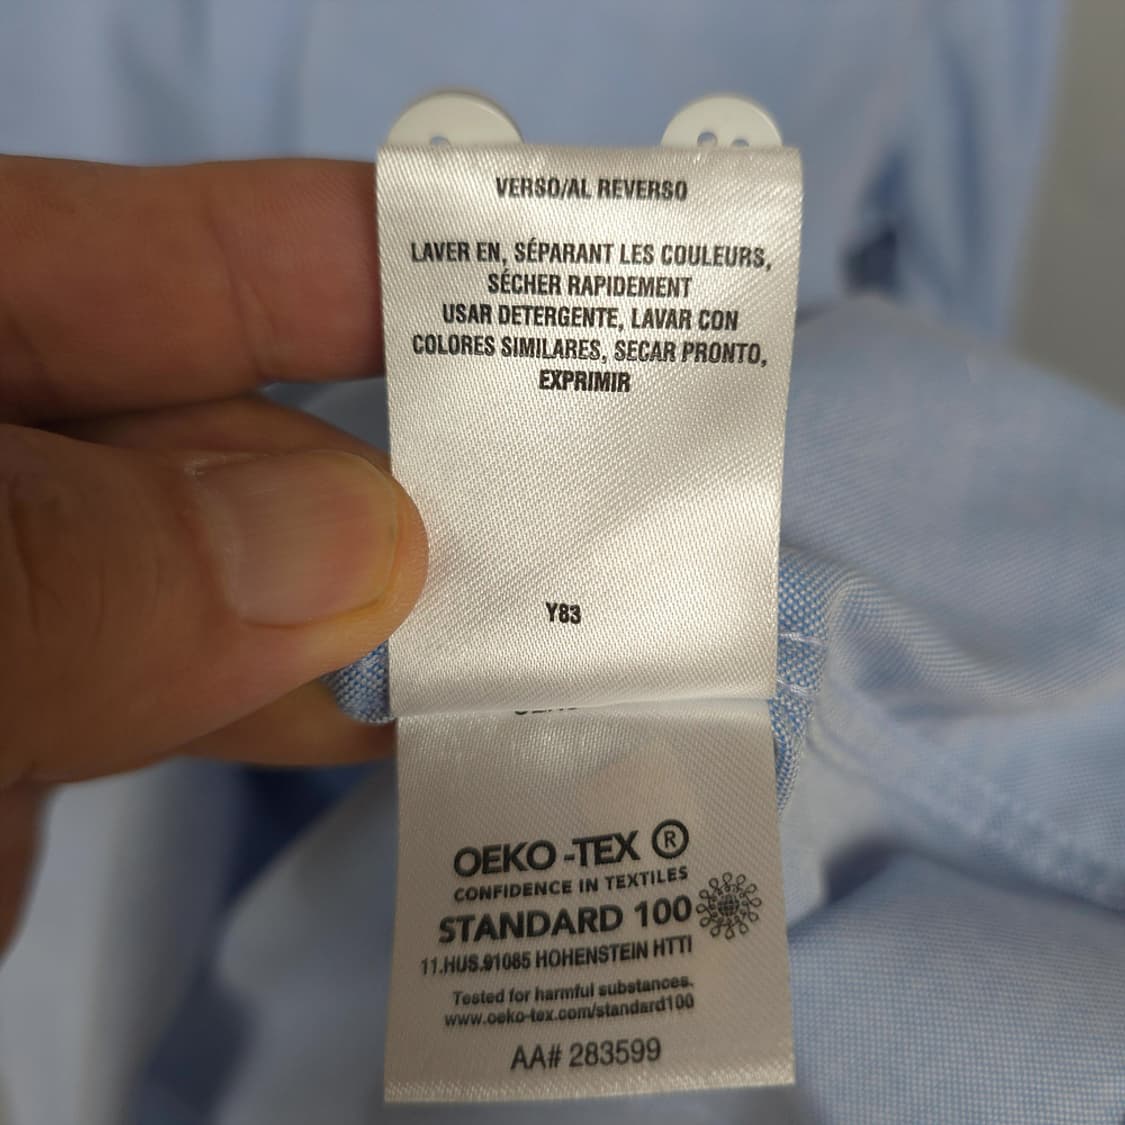 VERSO/AL REVERSO
LAVER EN, SÉPARANT LES COULEURS,
SÉCHER RAPIDEMENT
USAR DETERGENTE, LAVAR CON
COLORES SIMILARES, SECAR PRONTO,
EXPRIMIR
Y83
OEKO-TEX ®
CONFIDENCE IN TEXTILES
STANDARD 100
11.HUS.91085 HOHENSTEIN HTTI
Tested for harmful substances.
www.oeko-tex.com/standard100
AA# 283599